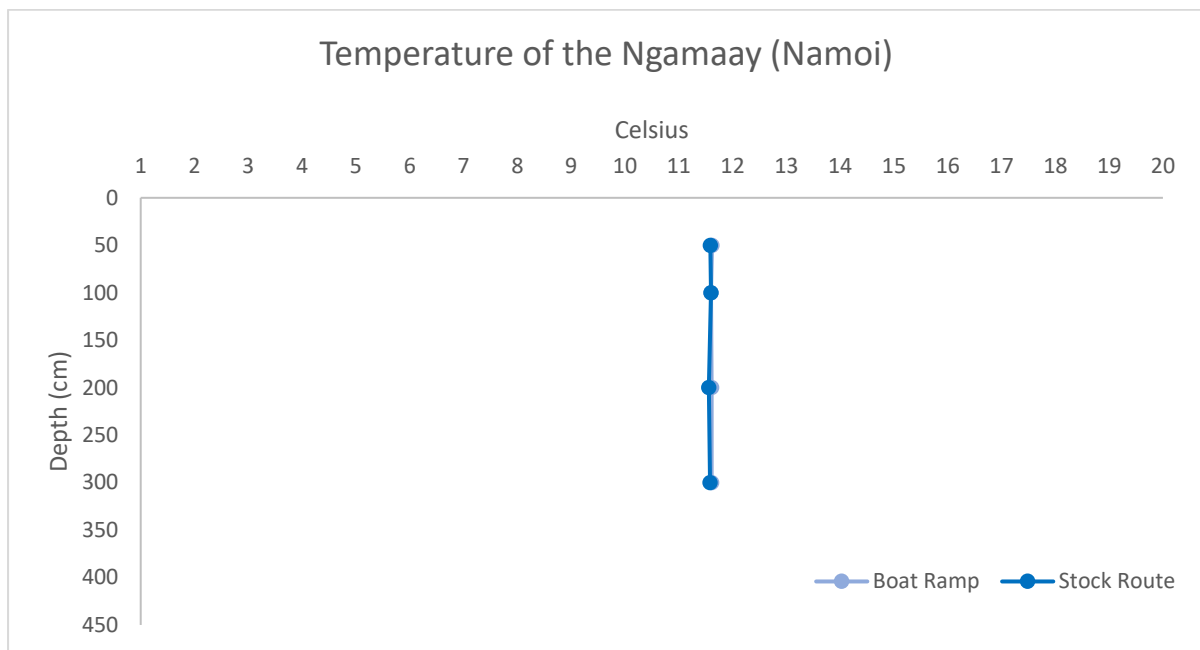 Temperature of the Ngamaay (Namoi)
Celsius
1 2 3 4 5 6 7 8 9 10 11 12 13 14 15 16 17 18 19 20
0
50
100
150
200
250
300
350
400
450
Depth (cm)
Boat Ramp Stock Route